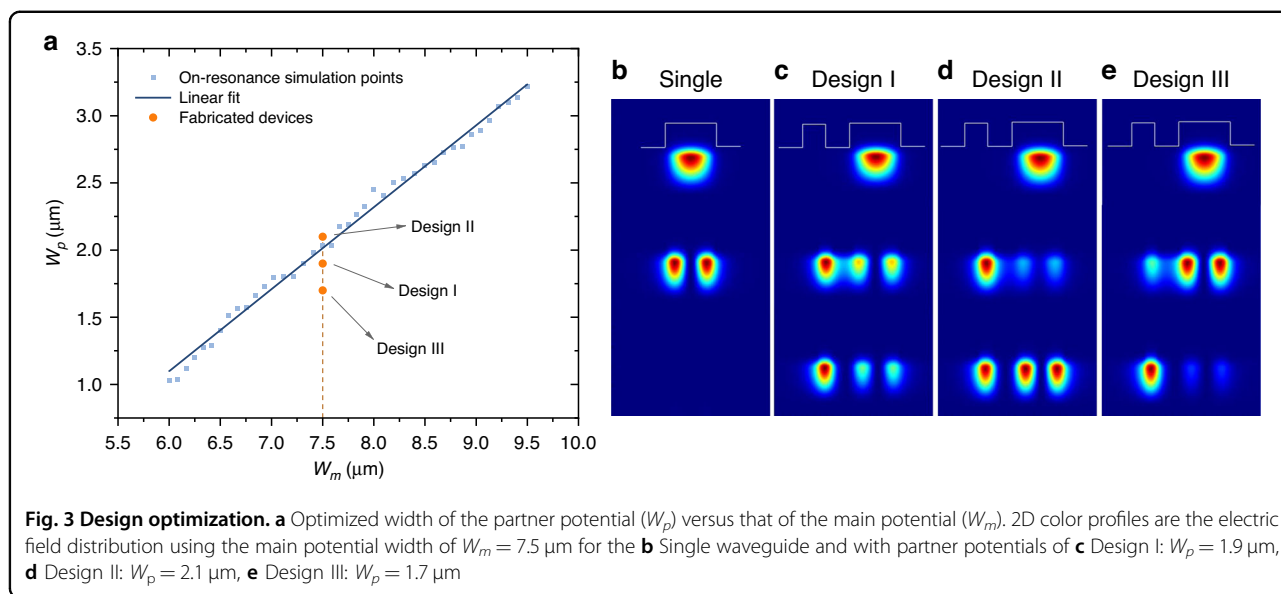 a
3.5
3.0
2.5
2.0
1.5
1.0
5.5 6.0 6.5 7.0 7.5 8.0 8.5 9.0 9.5 10.0
W_p (μm)
W_m (μm)
On-resonance simulation points
Linear fit
Fabricated devices
Design II
Design I
Design III
b Single
c Design I
d Design II
e Design III
Fig. 3 Design optimization. a Optimized width of the partner potential (W_p) versus that of the main potential (W_m). 2D color profiles are the electric
field distribution using the main potential width of W_m = 7.5 μm for the b Single waveguide and with partner potentials of c Design I: W_p = 1.9 μm,
d Design II: W_p = 2.1 μm, e Design III: W_p = 1.7 μm